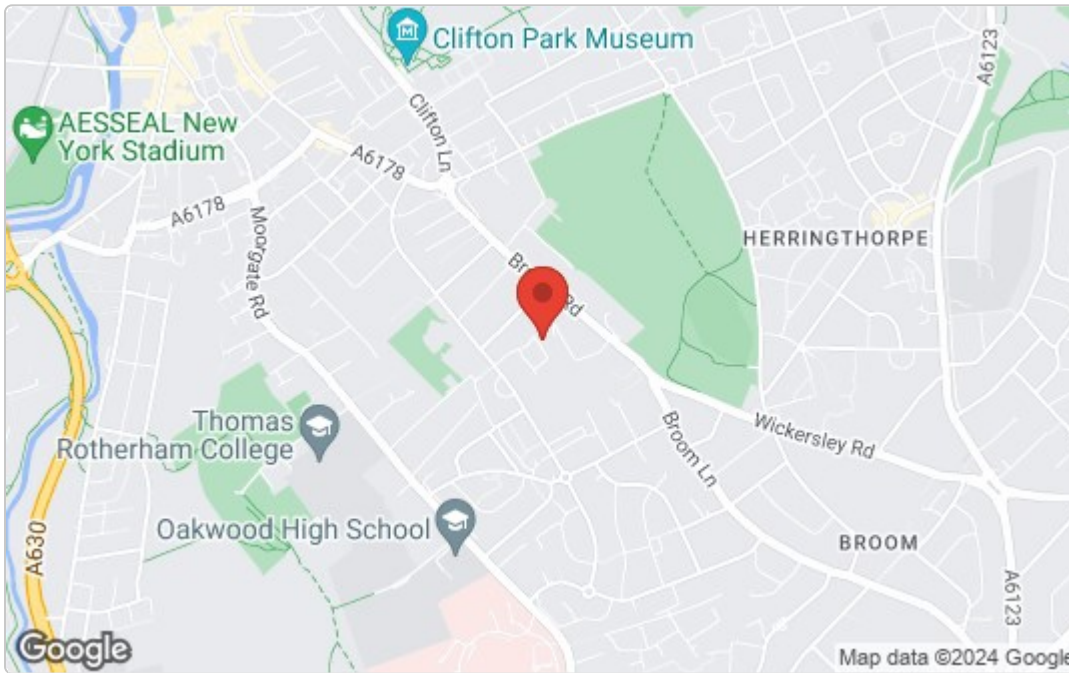 Clifton Park Museum
A6123
AESSEAL New
York Stadium
Clifton Ln
A6178
A6178
Moorgate Rd
HERRINGTHORPE
Rd
Thomas
Rotherham College
Wickersley Rd
Broom Ln
Oakwood High School
BROOM
A630
A6123
Google
Map data ©2024 Google